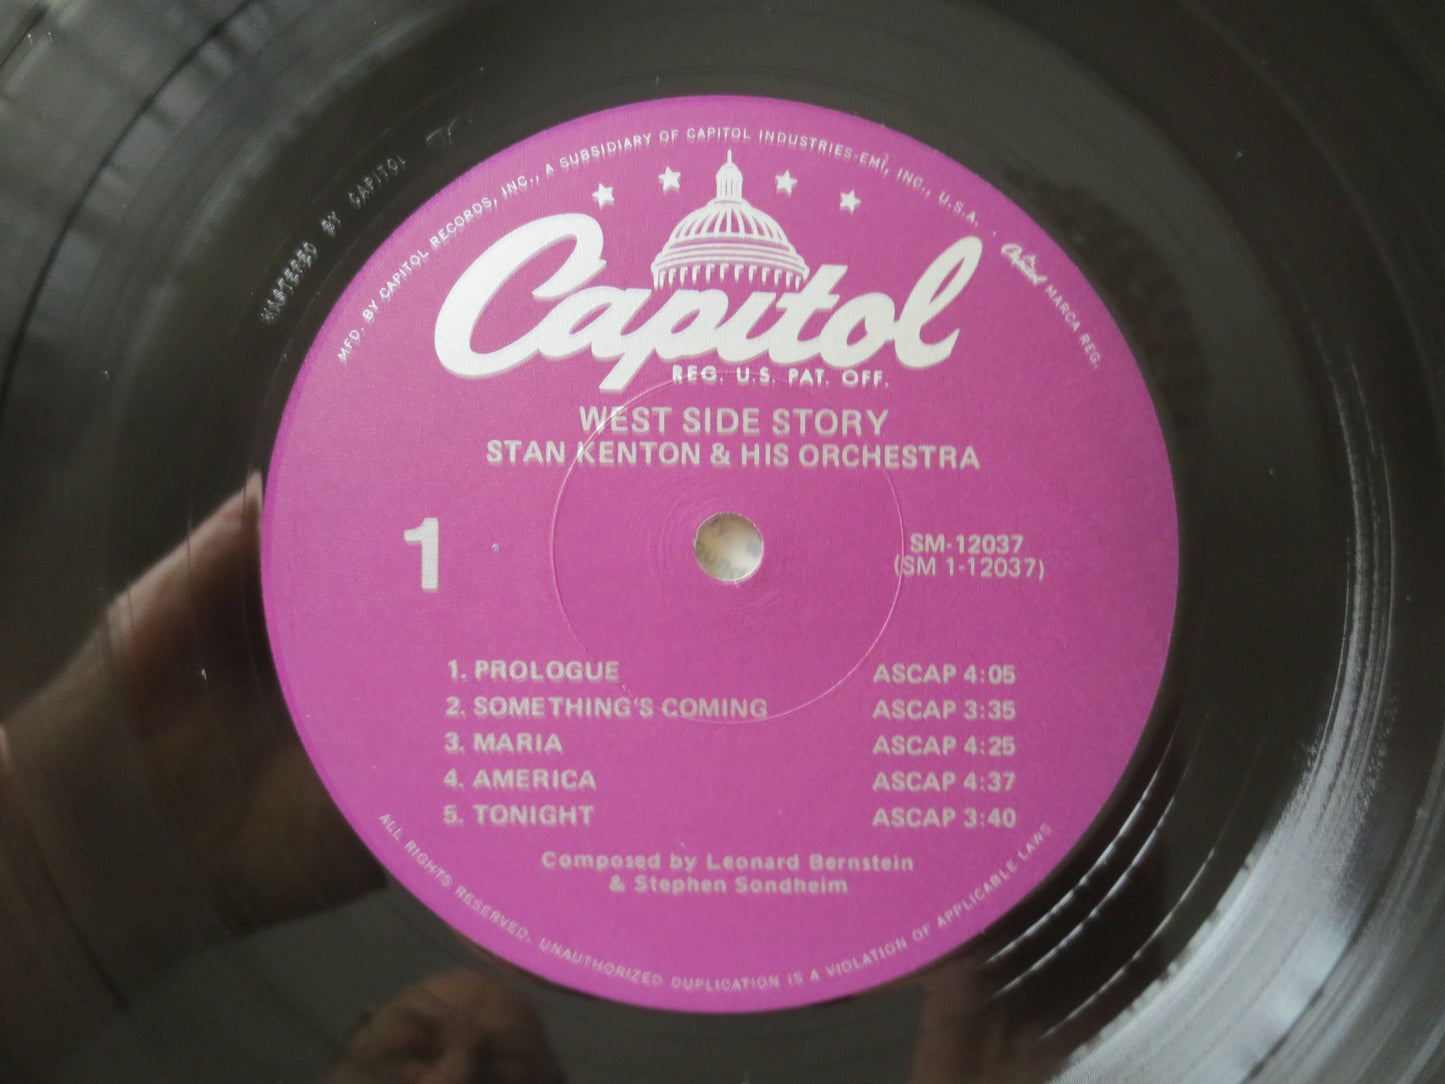 MASTERED BY CAPITOL
MFD. BY CAPITOL RECORDS, INC., A SUBSIDIARY OF CAPITOL INDUSTRIES-EMI, INC., U.S.A. . Capitol MARCA REG.
Capitol
REG. U.S. PAT. OFF.
WEST SIDE STORY
STAN KENTON & HIS ORCHESTRA
1
SM-12037
(SM 1-12037)
1. PROLOGUE ASCAP 4:05
2. SOMETHING'S COMING ASCAP 3:35
3. MARIA ASCAP 4:25
4. AMERICA ASCAP 4:37
5. TONIGHT ASCAP 3:40
Composed by Leonard Bernstein
& Stephen Sondheim
ALL RIGHTS RESERVED. UNAUTHORIZED DUPLICATION IS A VIOLATION OF APPLICABLE LAWS